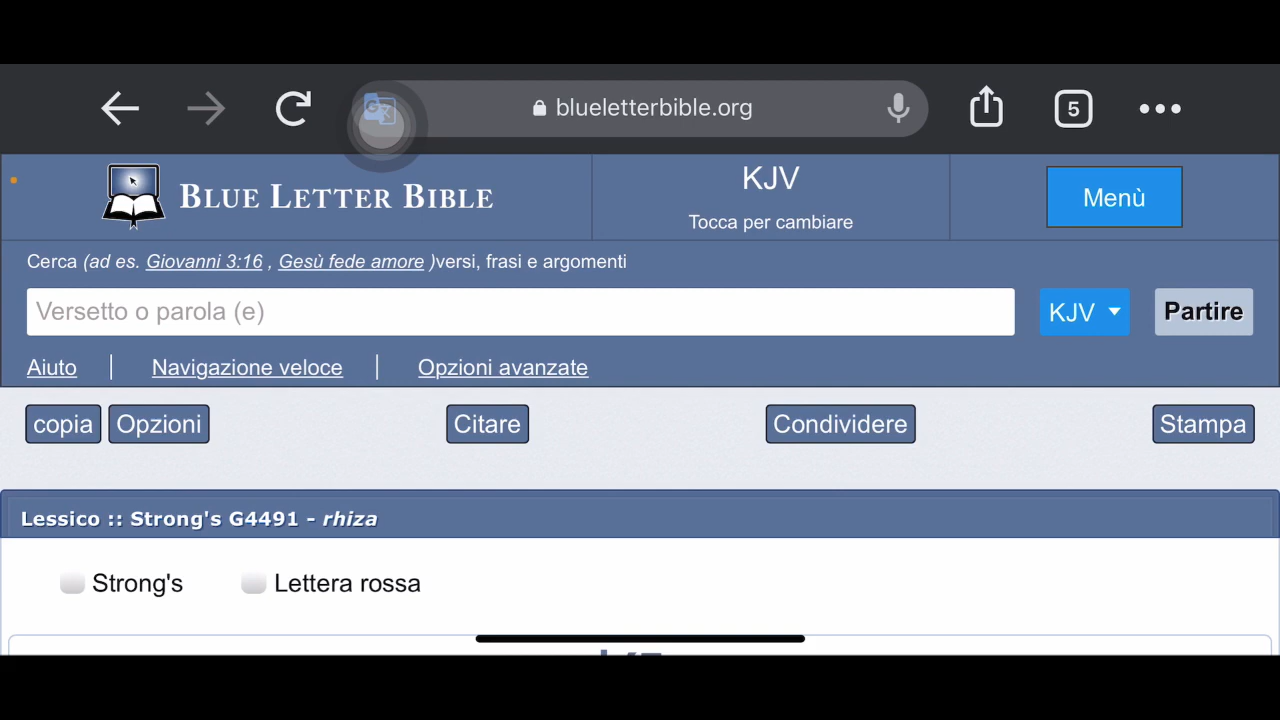 blueletterbible.org
5
BLUE LETTER BIBLE
KJV
Tocca per cambiare
Menù
Cerca (ad es. Giovanni 3:16 , Gesù fede amore )versi, frasi e argomenti
Versetto o parola (e)
KJV
Partire
Aiuto | Navigazione veloce | Opzioni avanzate
copia Opzioni Citare Condividere Stampa
Lessico :: Strong's G4491 - rhiza
Strong's Lettera rossa